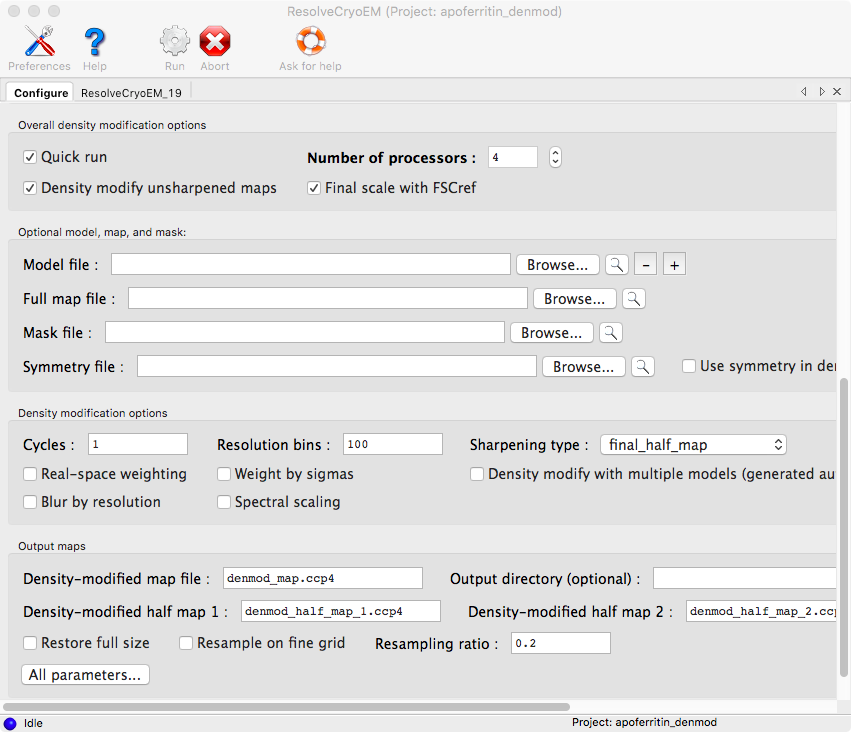 ResolveCryoEM (Project: apoferritin_denmod)
Preferences Help Run Abort Ask for help
Configure ResolveCryoEM_19
Overall density modification options
Quick run Number of processors : 4
Density modify unsharpened maps Final scale with FSCref
Optional model, map, and mask:
Model file : Browse... - +
Full map file : Browse...
Mask file : Browse...
Symmetry file : Browse... Use symmetry in der
Density modification options
Cycles : 1 Resolution bins : 100 Sharpening type : final_half_map
Real-space weighting Weight by sigmas Density modify with multiple models (generated au
Blur by resolution Spectral scaling
Output maps
Density-modified map file : denmod_map.ccp4 Output directory (optional) :
Density-modified half map 1 : denmod_half_map_1.ccp4 Density-modified half map 2 : denmod_half_map_2.ccp
Restore full size Resample on fine grid Resampling ratio : 0.2
All parameters...
Idle Project: apoferritin_denmod